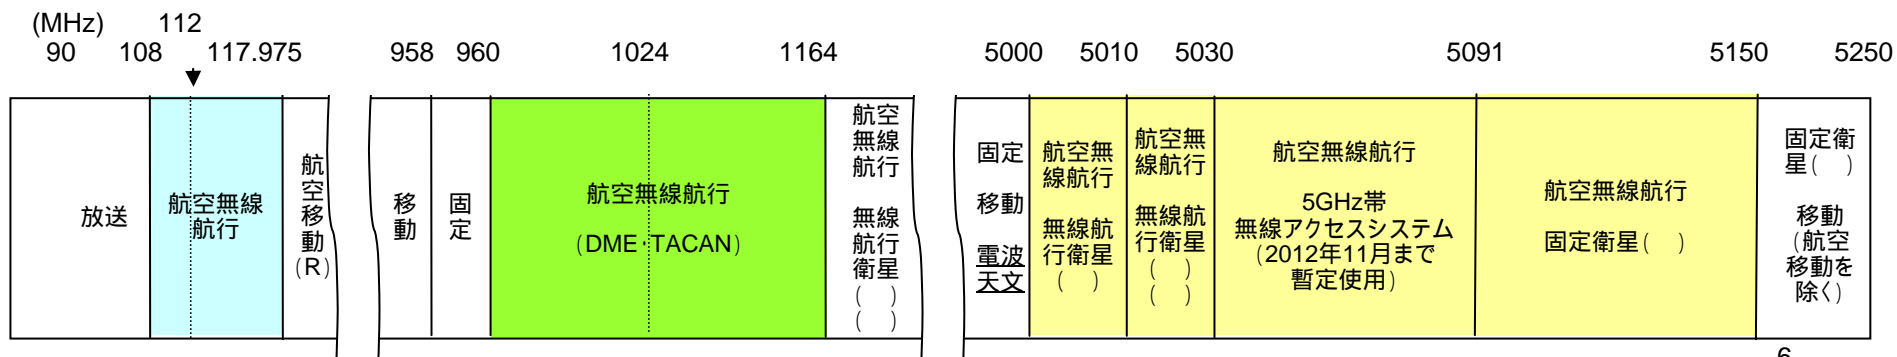 (MHz)
112
90
108
117.975
958
960
1024
1164
5000
5010
5030
5091
5150
5250
放送
航空無線
航行
航
空
移
動
(R)
移
動
固
定
航空無線航行
(DME・TACAN)
航空
無線
航行
無線
航行
衛星
(　)
(　)
固定
移動
電波
天文
航空無
線航行
無線航
行衛星
(　)
航空無
線航行
無線航
行衛星
(　)
(　)
航空無線航行
5GHz帯
無線アクセスシステム
(2012年11月まで
暫定使用)
航空無線航行
固定衛星(　)
固定衛
星(　)
移動
(航空
移動を
除く)